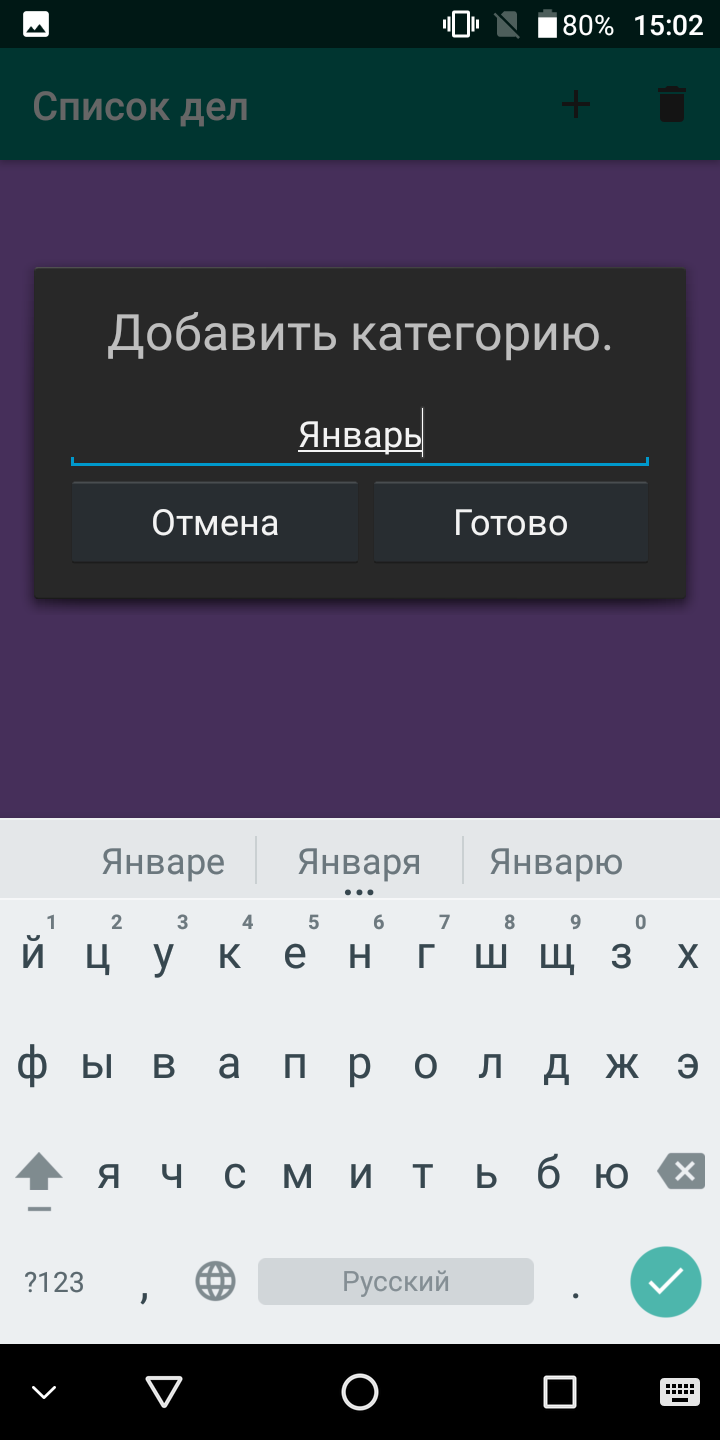 80% 15:02
Список дел
Добавить категорию.
Январь
Отмена Готово
Январе Января Январю
1 2 3 4 5 6 7 8 9 0
й ц у к е н г ш щ з х
ф ы в а п р о л д ж э
я ч с м и т ь б ю
?123 , Русский .